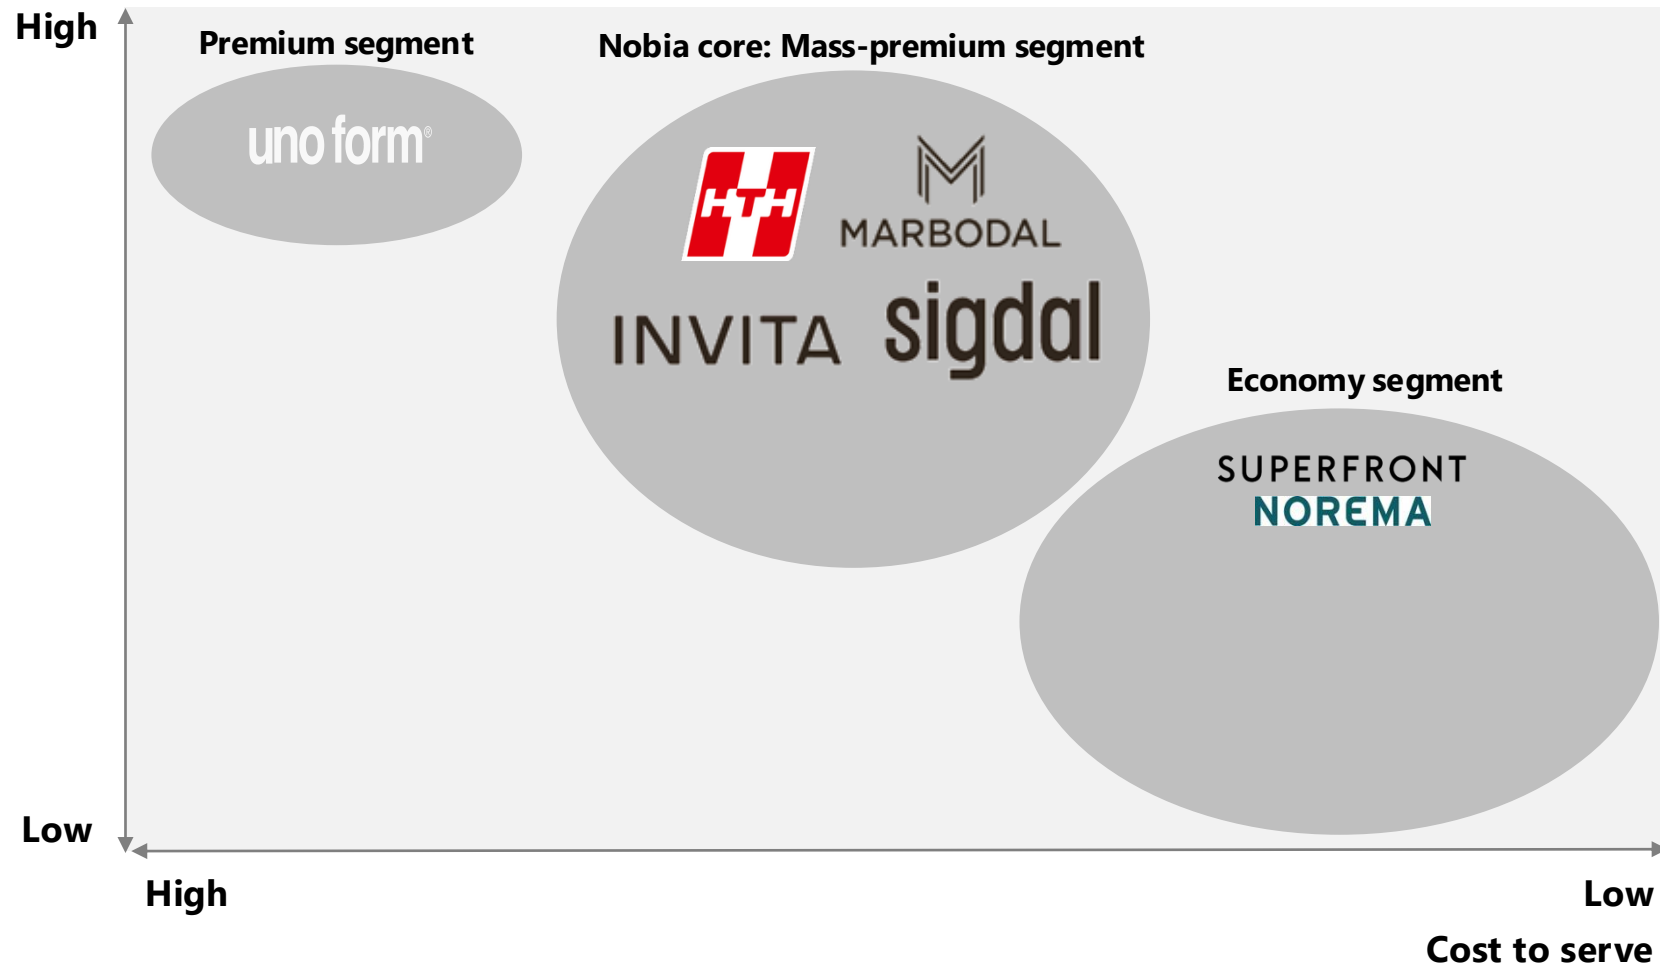 High
Premium segment
Nobia core: Mass-premium segment
uno form®
HTH
M
MARBODAL
INVITA
sigdal
Economy segment
SUPERFRONT
NOREMA
Low
High
Low
Cost to serve